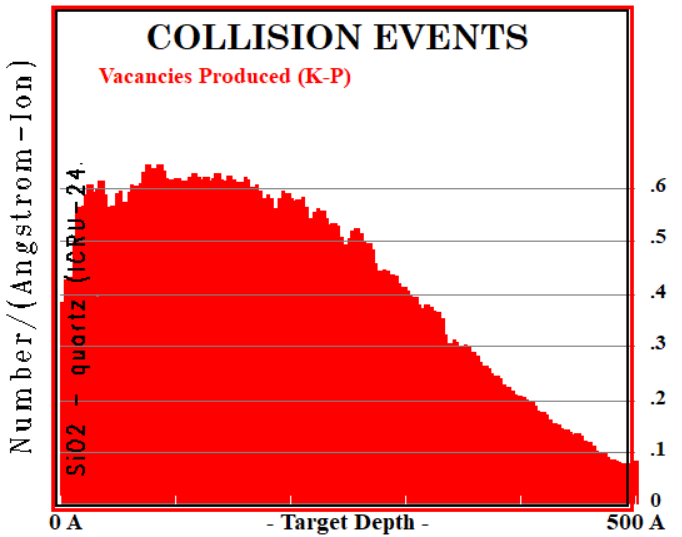 COLLISION EVENTS
Vacancies Produced (K-P)
Number/(Angstrom-Ion)
SiO2 - quartz (ICRU-24.
.6
.5
.4
.3
.2
.1
0
0 A
- Target Depth -
500 A